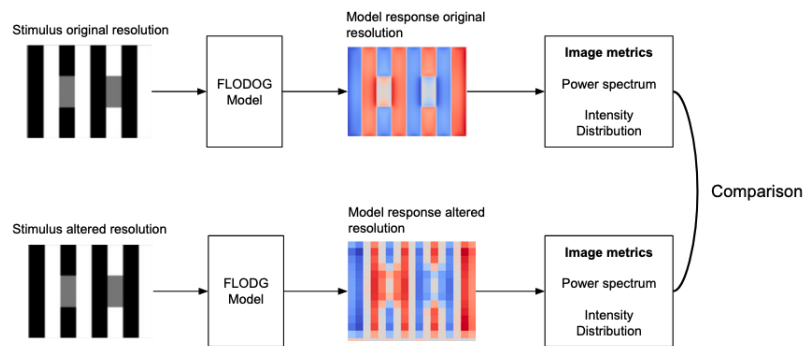 Stimulus original resolution
FLODOG
Model
Model response original
resolution
Image metrics
Power spectrum
Intensity
Distribution
Comparison
Stimulus altered resolution
FLODG
Model
Model response altered
resolution
Image metrics
Power spectrum
Intensity
Distribution